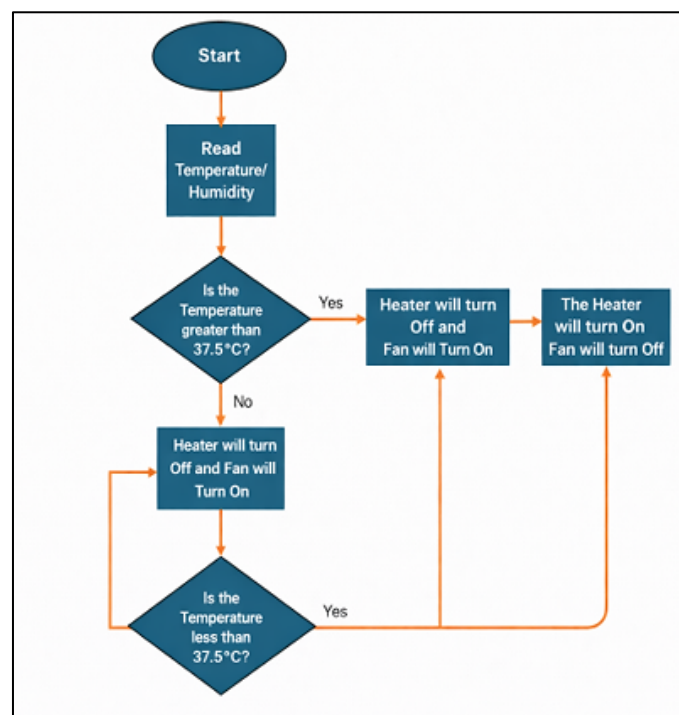 Start
Read
Temperature/
Humidity
Is the
Temperature
greater than
37.5°C?
Yes
Heater will turn
Off and
Fan will Turn On
The Heater
will turn On
Fan will turn Off
No
Heater will turn
Off and Fan will
Turn On
Is the
Temperature
less than
37.5°C?
Yes